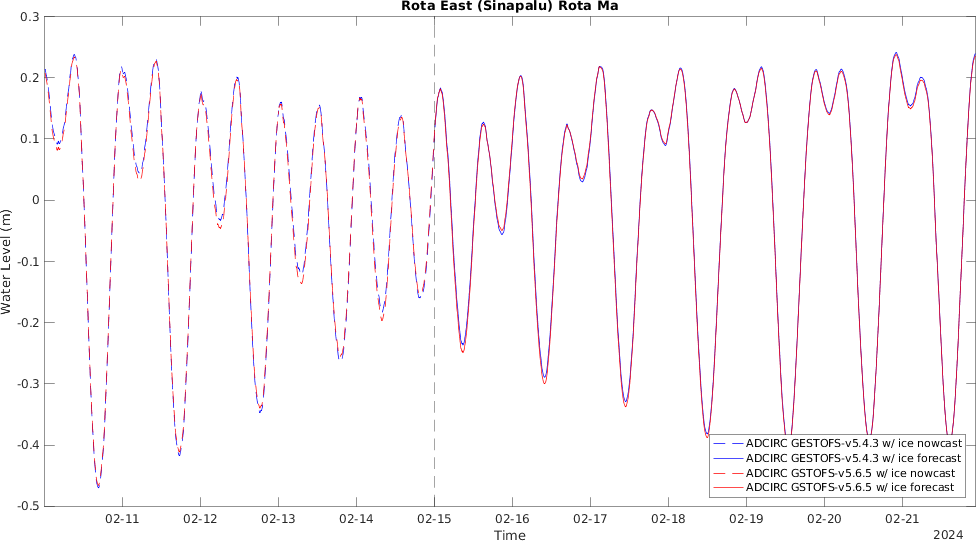 Rota East (Sinapalu) Rota Ma
0.3
0.2
0.1
0
-0.1
-0.2
-0.3
-0.4
-0.5
Water Level (m)
ADCIRC GESTOFS-v5.4.3 w/ ice nowcast
ADCIRC GESTOFS-v5.4.3 w/ ice forecast
ADCIRC GSTOFS-v5.6.5 w/ ice nowcast
ADCIRC GSTOFS-v5.6.5 w/ ice forecast
02-11 02-12 02-13 02-14 02-15 02-16 02-17 02-18 02-19 02-20 02-21
Time
2024